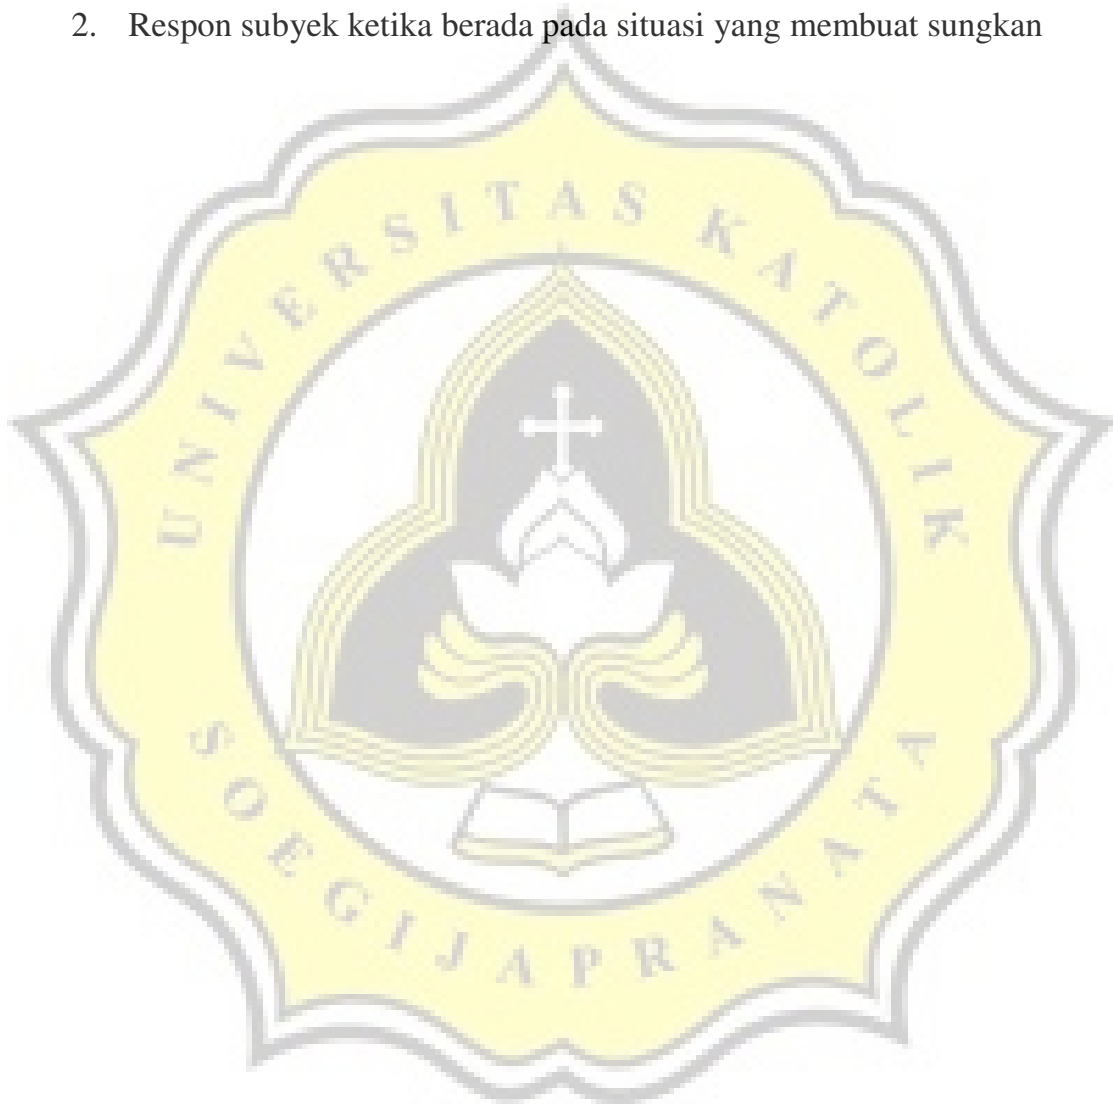 2. Respon subyek ketika berada pada situasi yang membuat sungkan
UNIVERSITAS KATOLIK
SOEGIJAPRANATA